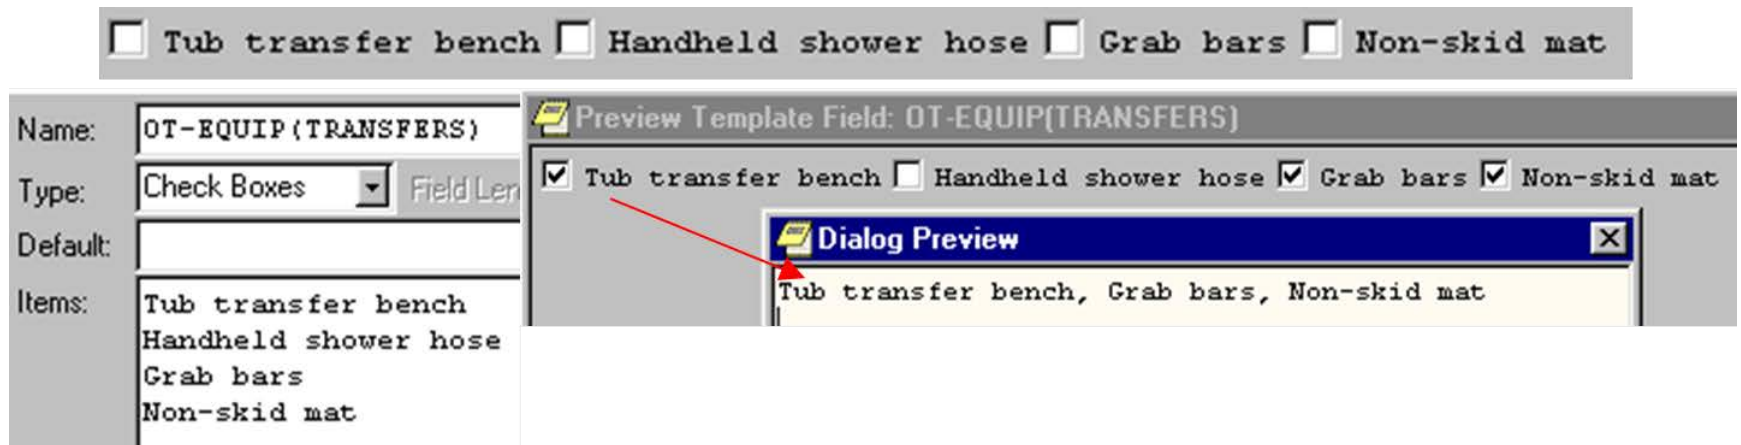 Tub transfer bench Handheld shower hose Grab bars Non-skid mat
Name: OT-EQUIP(TRANSFERS)
Type: Check Boxes Field Len
Default:
Items: Tub transfer bench
Handheld shower hose
Grab bars
Non-skid mat
Preview Template Field: OT-EQUIP(TRANSFERS)
Tub transfer bench Handheld shower hose Grab bars Non-skid mat
Dialog Preview
Tub transfer bench, Grab bars, Non-skid mat